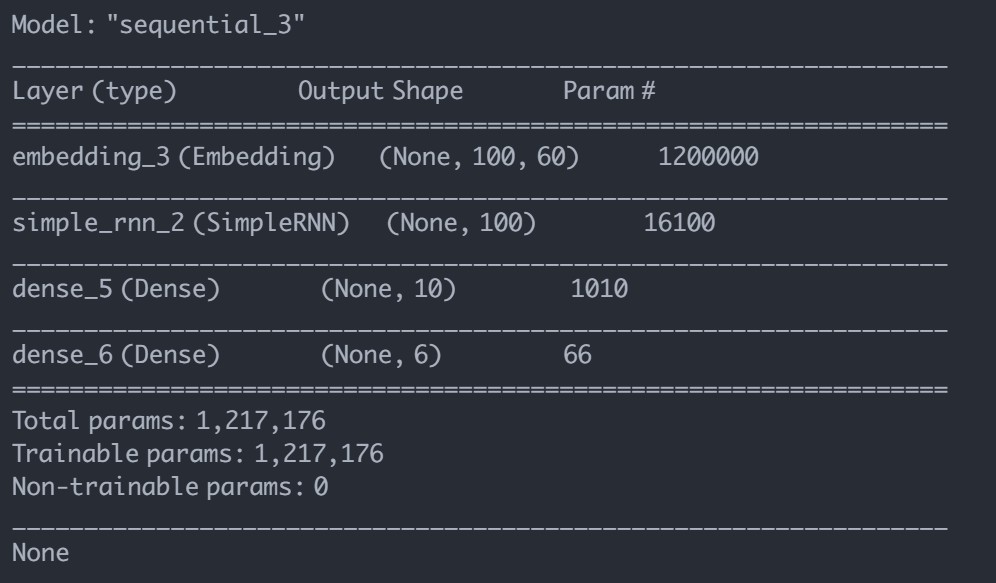 Model: "sequential_3"
_________________________________________________________________
Layer (type)                 Output Shape              Param #
=================================================================
embedding_3 (Embedding)      (None, 100, 60)           1200000
_________________________________________________________________
simple_rnn_2 (SimpleRNN)     (None, 100)               16100
_________________________________________________________________
dense_5 (Dense)              (None, 10)                1010
_________________________________________________________________
dense_6 (Dense)              (None, 6)                 66
=================================================================
Total params: 1,217,176
Trainable params: 1,217,176
Non-trainable params: 0
_________________________________________________________________
None